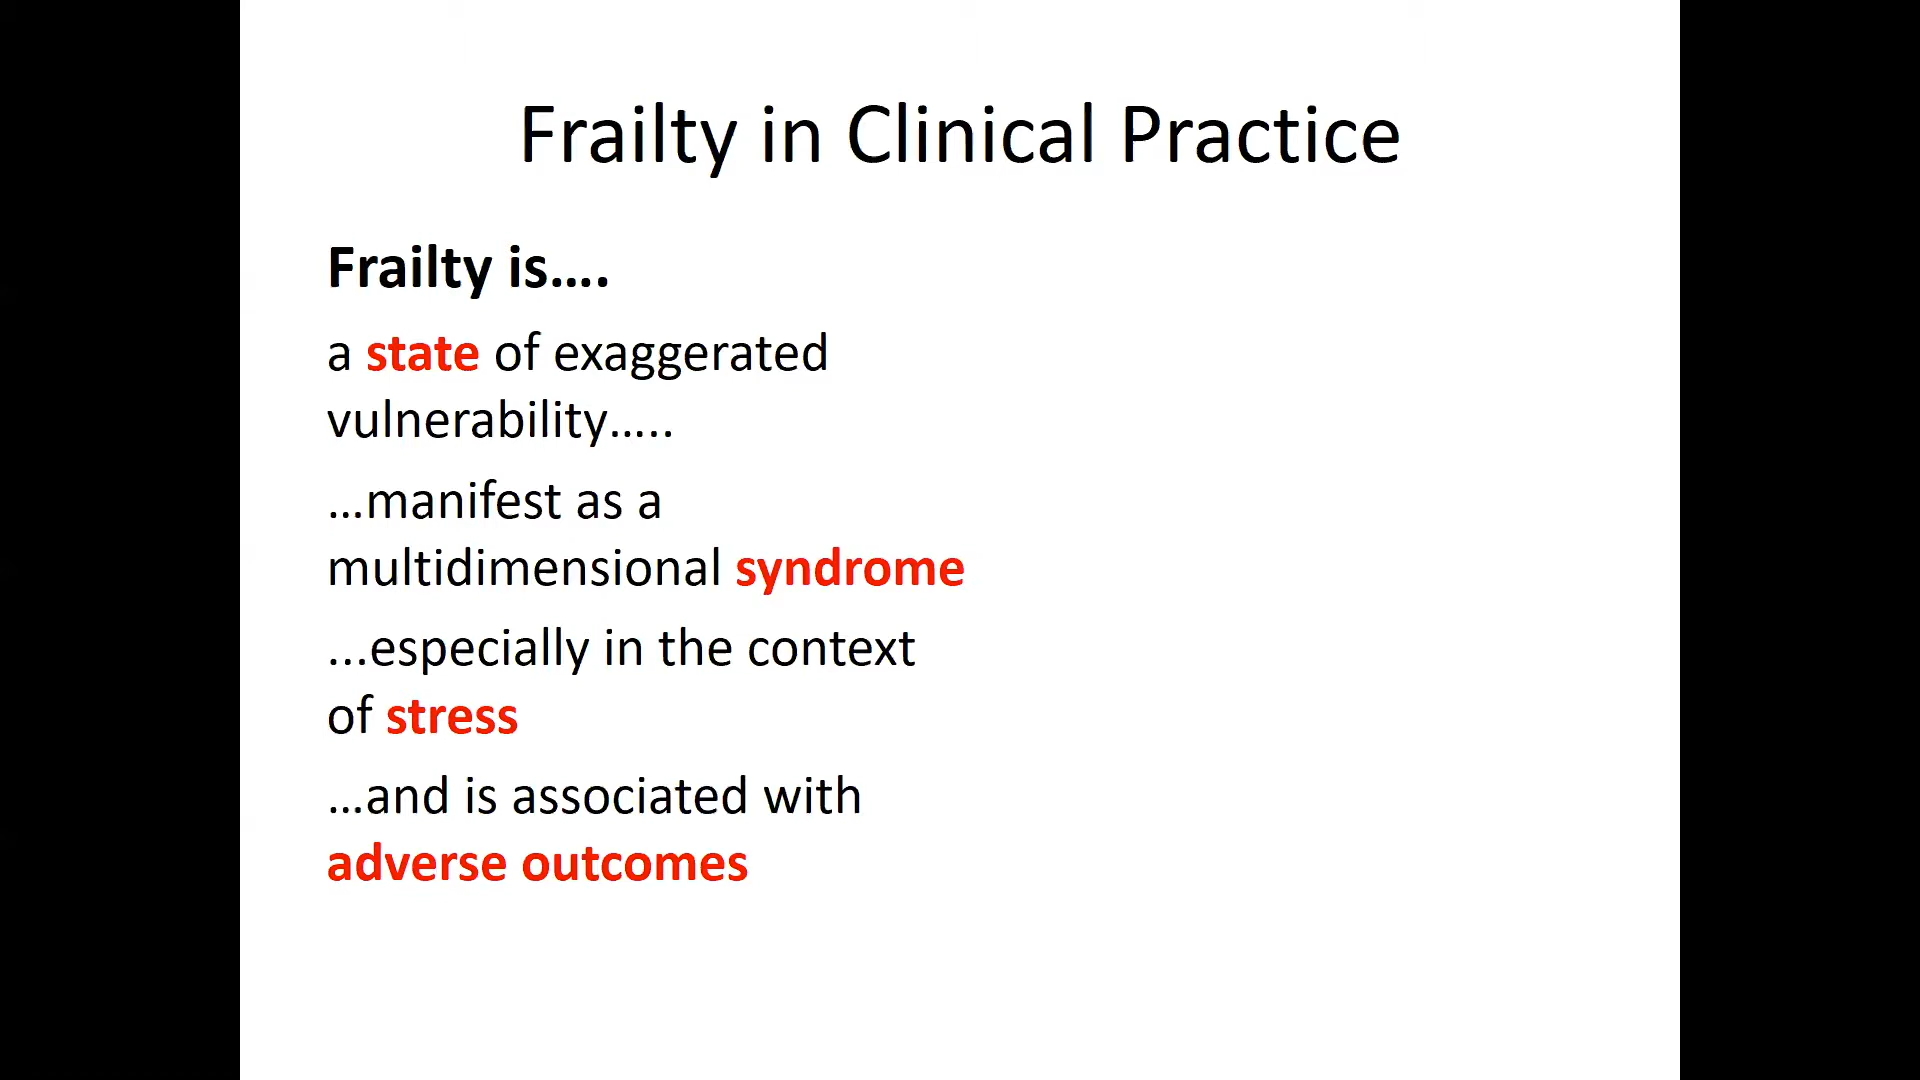 Frailty in Clinical Practice
Frailty is....
a state of exaggerated
vulnerability.....
...manifest as a
multidimensional syndrome
...especially in the context
of stress
...and is associated with
adverse outcomes